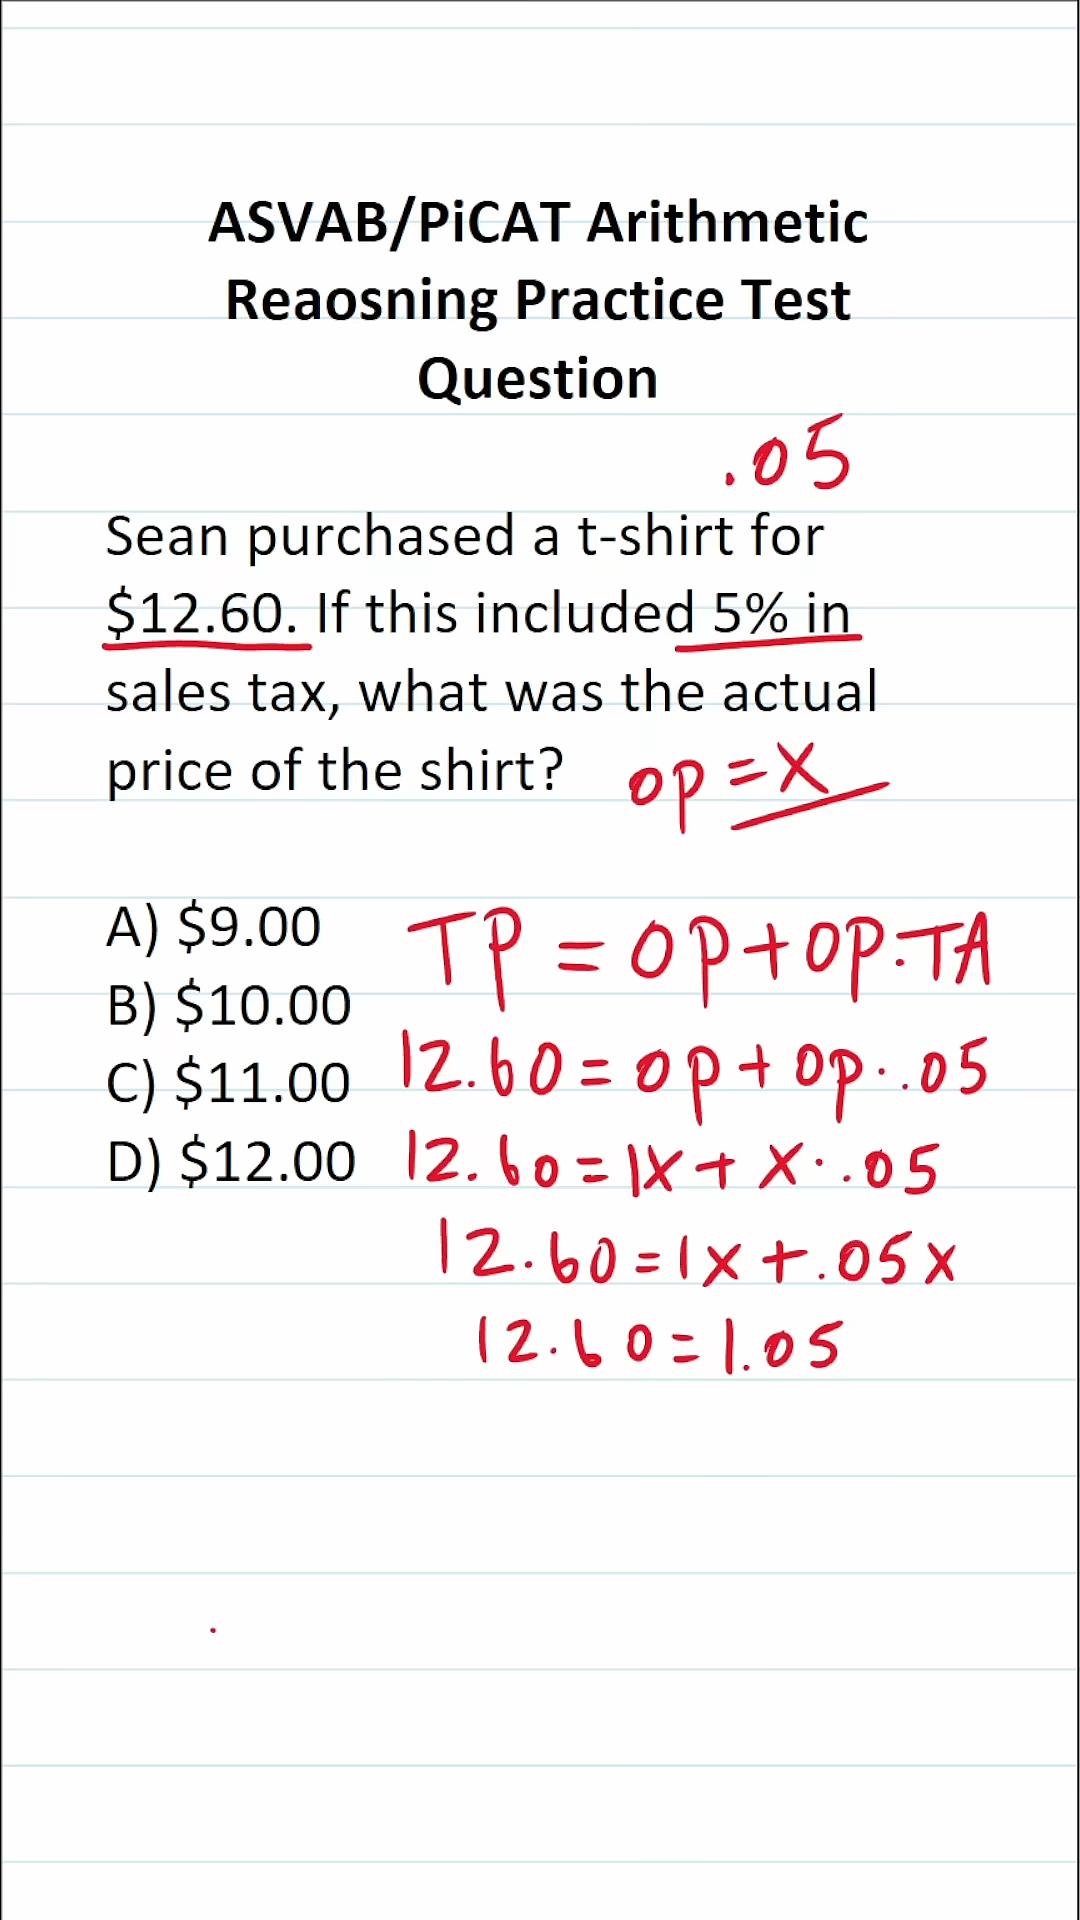 ASVAB/PiCAT Arithmetic
Reaosning Practice Test
Question
.05
Sean purchased a t-shirt for
$12.60. If this included 5% in
sales tax, what was the actual
price of the shirt?
op = x
A) $9.00
TP = op + op·TA
B) $10.00
C) $11.00
12.60 = op + op · .05
D) $12.00
12.60 = 1x + x · .05
12.60 = 1x + .05x
12.60 = 1.05